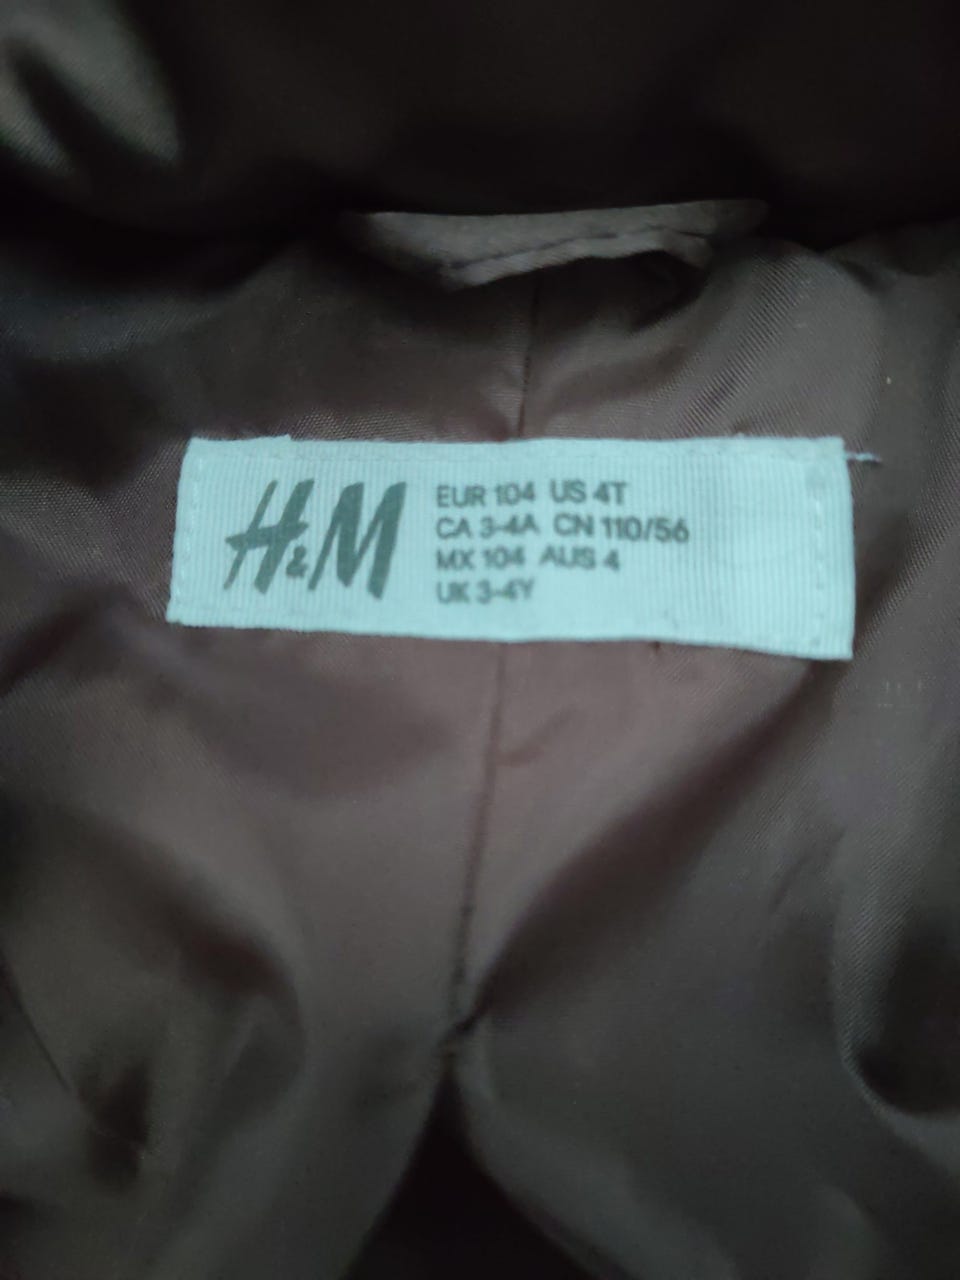 H&M
EUR 104 US 4T
CA 3-4A CN 110/56
MX 104 AUS 4
UK 3-4Y